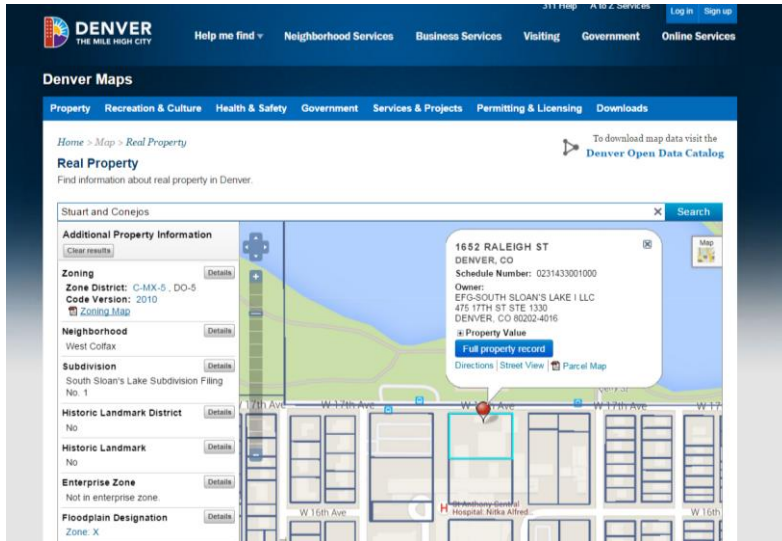 311 Help A to Z Services Log in Sign up
DENVER
THE MILE HIGH CITY
Help me find Neighborhood Services Business Services Visiting Government Online Services
Denver Maps
Property Recreation & Culture Health & Safety Government Services & Projects Permitting & Licensing Downloads
Home > Map > Real Property
To download map data visit the
Denver Open Data Catalog
Real Property
Find information about real property in Denver.
Stuart and Conejos X Search
Additional Property Information
Clear results
Zoning Details
Zone District: C-MX-5 , DO-5
Code Version: 2010
Zoning Map
Neighborhood Details
West Colfax
Subdivision Details
South Sloan's Lake Subdivision Filing
No. 1
Historic Landmark District Details
No
Historic Landmark Details
No
Enterprise Zone Details
Not in enterprise zone.
Floodplain Designation Details
Zone: X
Map
1652 RALEIGH ST
DENVER, CO
Schedule Number: 0231433001000
Owner:
EFG-SOUTH SLOAN'S LAKE I LLC
475 17TH ST STE 1330
DENVER, CO 80202-4016
Property Value
Full property record
Directions | Street View | Parcel Map
W 17th Ave W 17th Ave W 17th Ave W 17
H St Anthony Central
Hospital: Nitka Alfred...
W 16th Ave W 16th